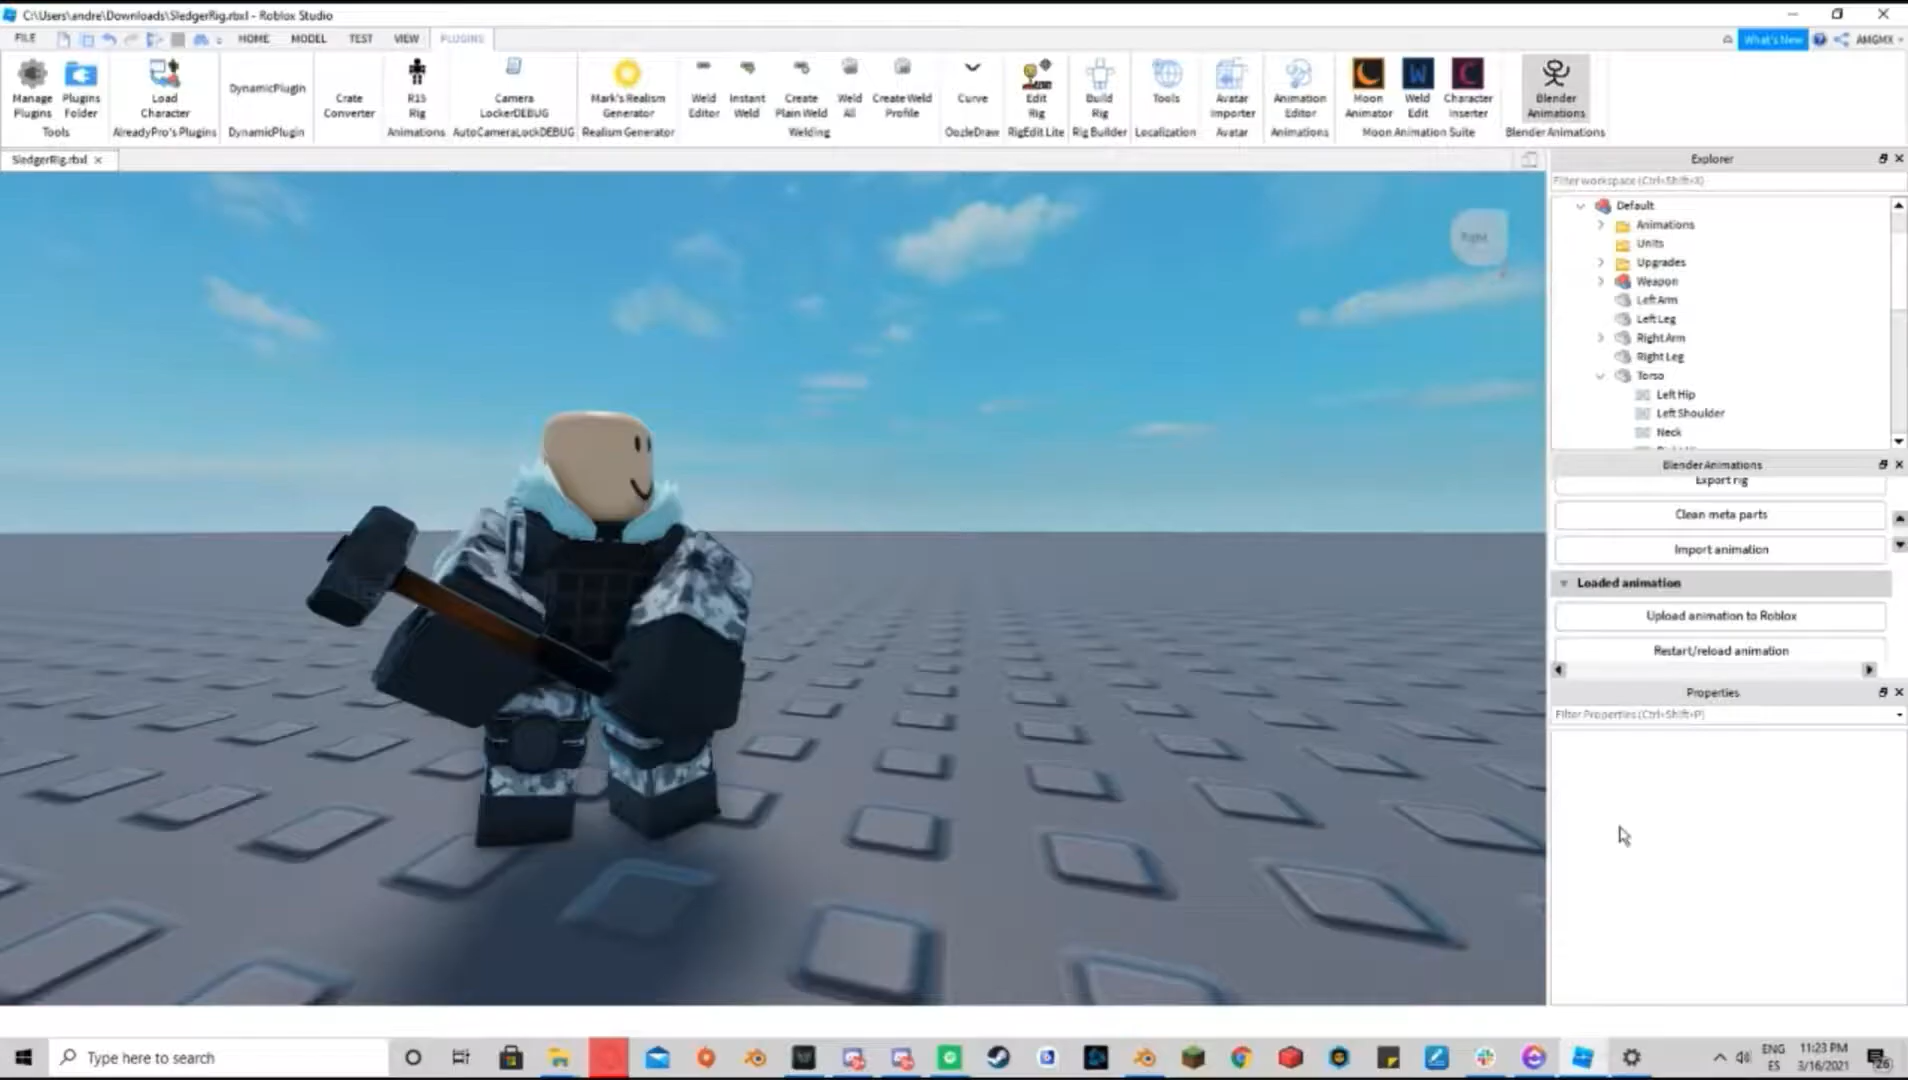 C:\Users\andre\Downloads\SledgerRig.rbxl - Roblox Studio
FILE HOME MODEL TEST VIEW PLUGINS What's New AMGMX
Manage Plugins
Plugins Folder
Tools
Load Character
AlreadyPro's Plugins
DynamicPlugin
DynamicPlugin
Crate Converter
R15 Rig
Animations
Camera LockerDEBUG
AutoCameraLockDEBUG
Mark's Realism Generator
Realism Generator
Weld Editor
Instant Weld
Create Plain Weld
Weld All
Create Weld Profile
Welding
Curve
OozleDraw
Edit Rig
RigEdit Lite
Build Rig
Rig Builder
Tools
Localization
Avatar Importer
Avatar
Animation Editor
Animations
Moon Animator
Weld Edit
Character Inserter
Moon Animation Suite
Blender Animations
Blender Animations
SledgerRig.rbxl
Right
Explorer
Filter workspace (Ctrl+Shift+X)
Default
Animations
Units
Upgrades
Weapon
Left Arm
Left Leg
Right Arm
Right Leg
Torso
Left Hip
Left Shoulder
Neck
Blender Animations
Export rig
Clean meta parts
Import animation
Loaded animation
Upload animation to Roblox
Restart/reload animation
Properties
Filter Properties (Ctrl+Shift+P)
Type here to search
ENG
ES
11:23 PM
3/16/2021
26